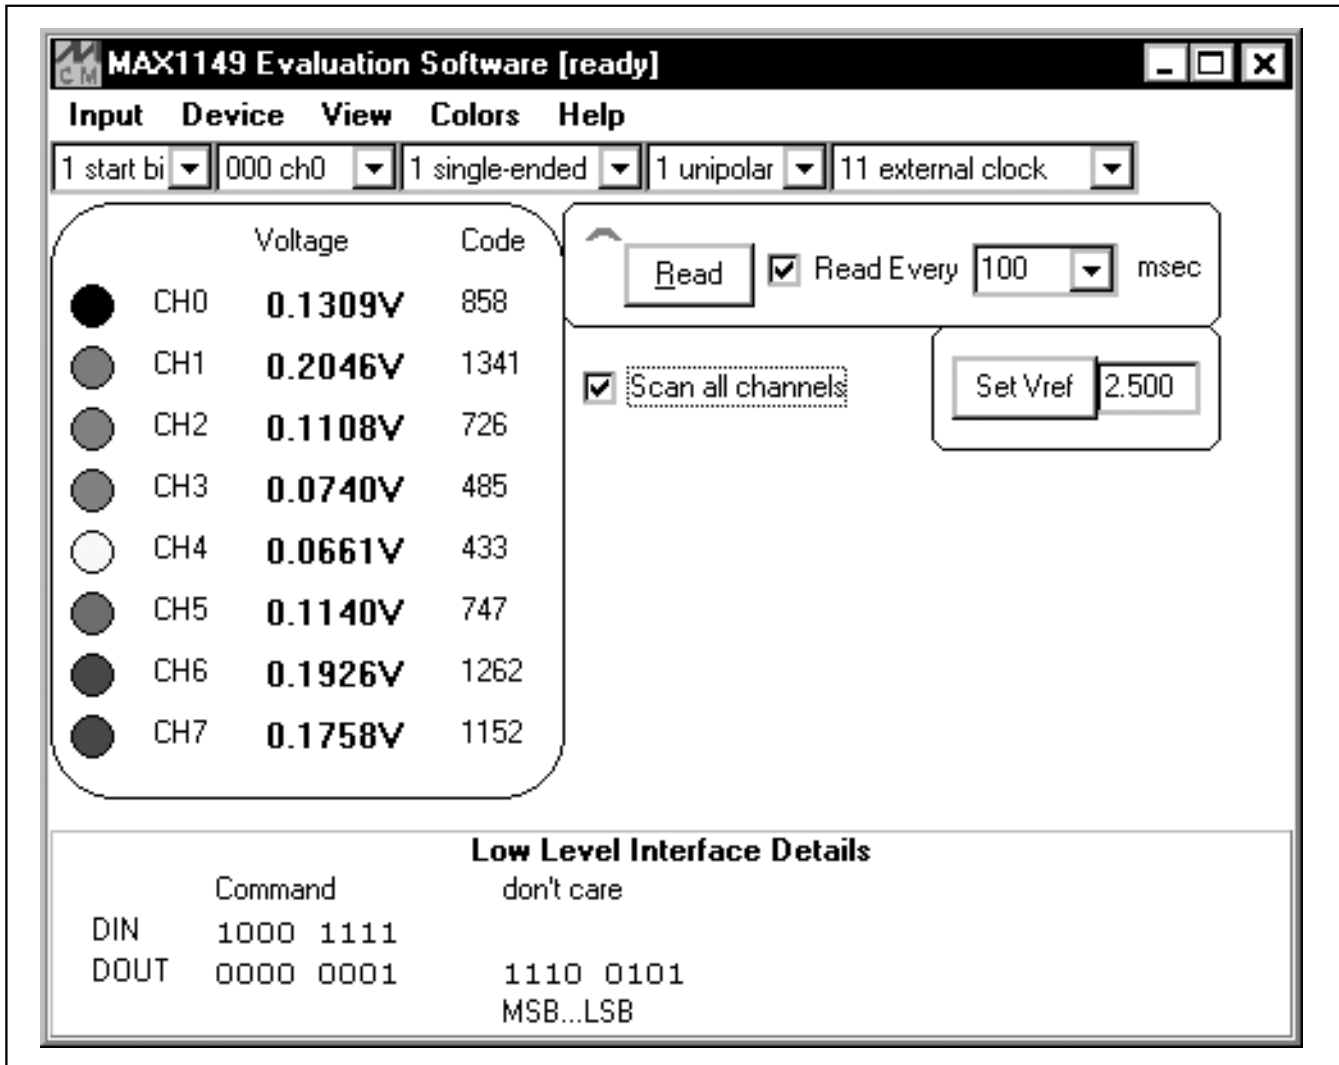 CM MAX1149 Evaluation Software [ready]
Input Device View Colors Help
1 start bi 000 ch0 1 single-ended 1 unipolar 11 external clock
Voltage Code
Read Read Every 100 msec
CH0 0.1309V 858
CH1 0.2046V 1341
Scan all channels Set Vref 2.500
CH2 0.1108V 726
CH3 0.0740V 485
CH4 0.0661V 433
CH5 0.1140V 747
CH6 0.1926V 1262
CH7 0.1758V 1152
Low Level Interface Details
Command don't care
DIN 1000 1111
DOUT 0000 0001 1110 0101
MSB...LSB